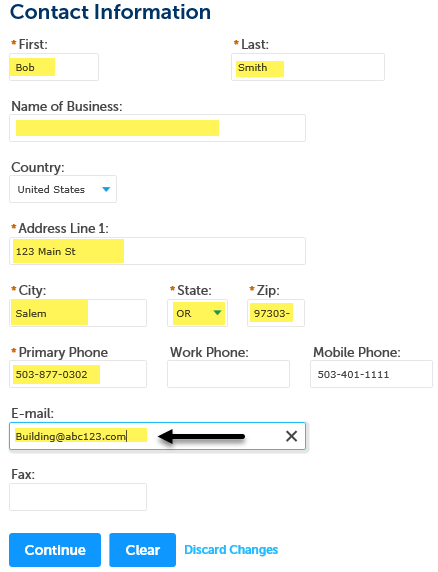 Contact Information
* First: * Last:
Bob Smith
Name of Business:
Country:
United States
* Address Line 1:
123 Main St
* City: * State: * Zip:
Salem OR 97303-
* Primary Phone Work Phone: Mobile Phone:
503-877-0302 503-401-1111
E-mail:
Building@abc123.com
Fax:
Continue Clear Discard Changes